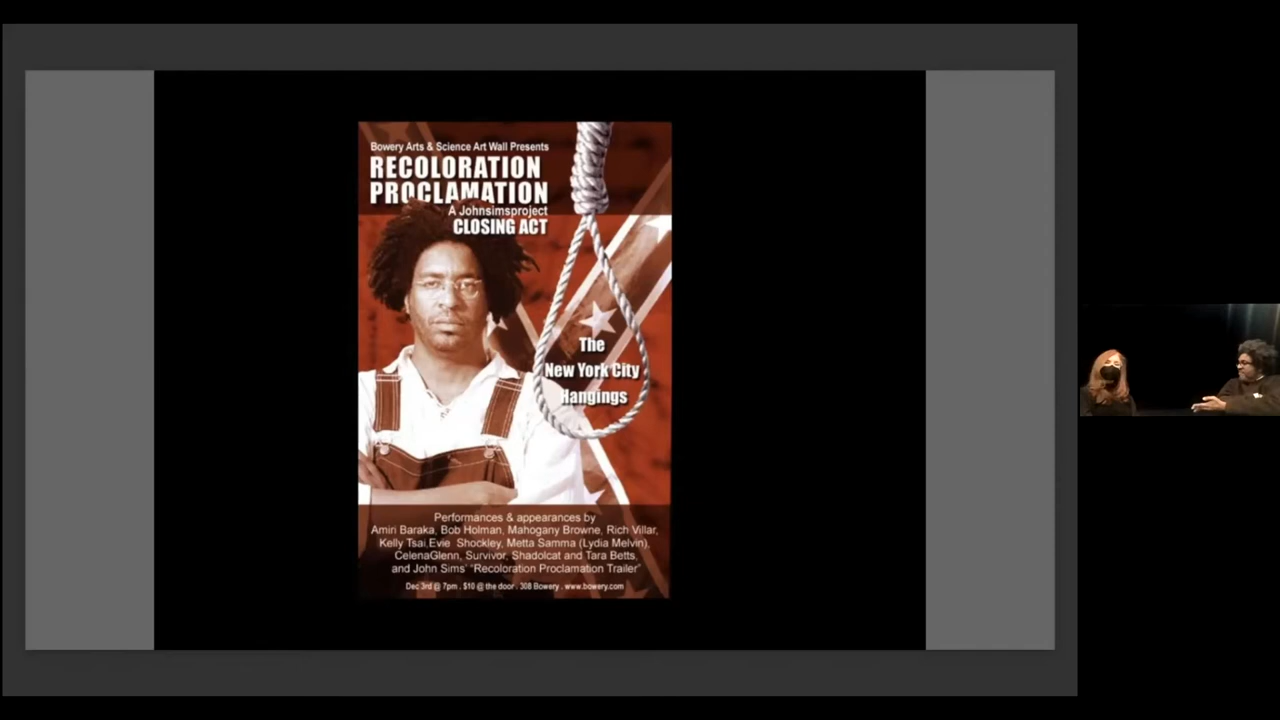 Bowery Arts & Science Art Wall Presents
RECOLORATION
PROCLAMATION
A Johnsimsproject
CLOSING ACT
The
New York City
Hangings
Performances & appearances by
Amiri Baraka, Bob Holman, Mahogany Browne, Rich Villar,
Kelly Tsai,Evie Shockley, Metta Samma (Lydia Melvin),
CelenaGlenn, Survivor, Shadolcat and Tara Betts,
and John Sims' "Recoloration Proclamation Trailer"
Dec 3rd @ 7pm . $10 @ the door . 308 Bowery . www.bowery.com